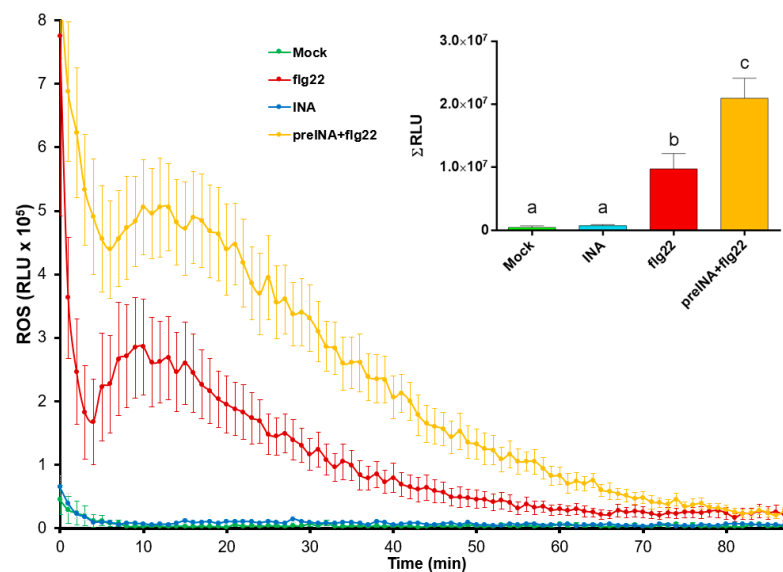 8
7
6
5
4
3
2
1
0
ROS (RLU x 10⁵)
0
10
20
30
40
50
60
70
80
Time (min)
Mock
flg22
INA
preINA+flg22
3.0×10⁷
2.0×10⁷
1.0×10⁷
0
ΣRLU
a
a
b
c
Mock
INA
flg22
preINA+flg22